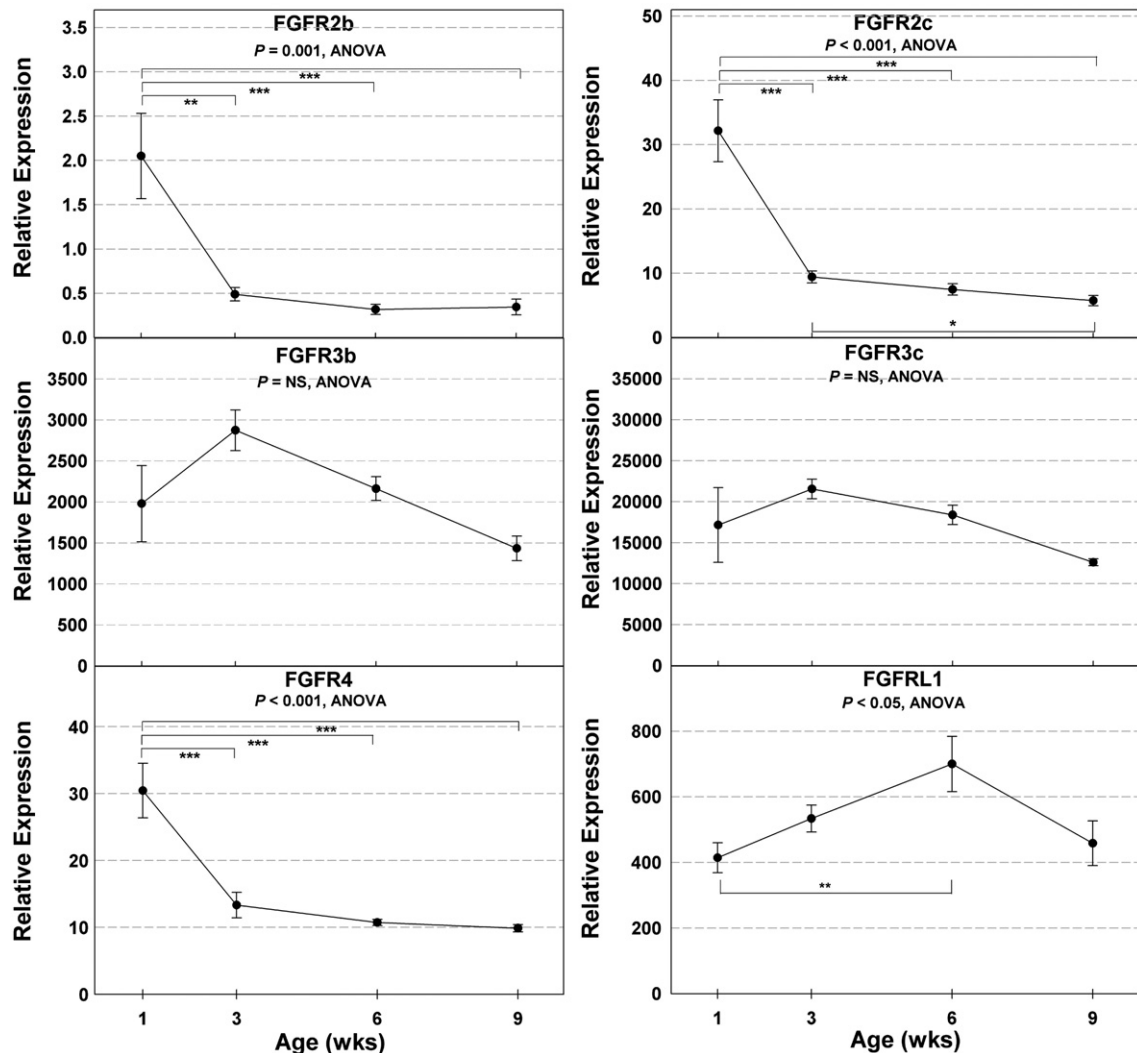 FGFR2b
P = 0.001, ANOVA
***
***
**
Relative Expression
3.5
3.0
2.5
2.0
1.5
1.0
0.5
0.0
FGFR2c
P < 0.001, ANOVA
***
***
***
*
Relative Expression
50
40
30
20
10
0
FGFR3b
P = NS, ANOVA
Relative Expression
3500
3000
2500
2000
1500
1000
500
0
FGFR3c
P = NS, ANOVA
Relative Expression
35000
30000
25000
20000
15000
10000
5000
0
FGFR4
P < 0.001, ANOVA
***
***
***
Relative Expression
40
30
20
10
0
1 3 6 9
Age (wks)
FGFRL1
P < 0.05, ANOVA
**
Relative Expression
800
600
400
200
0
1 3 6 9
Age (wks)